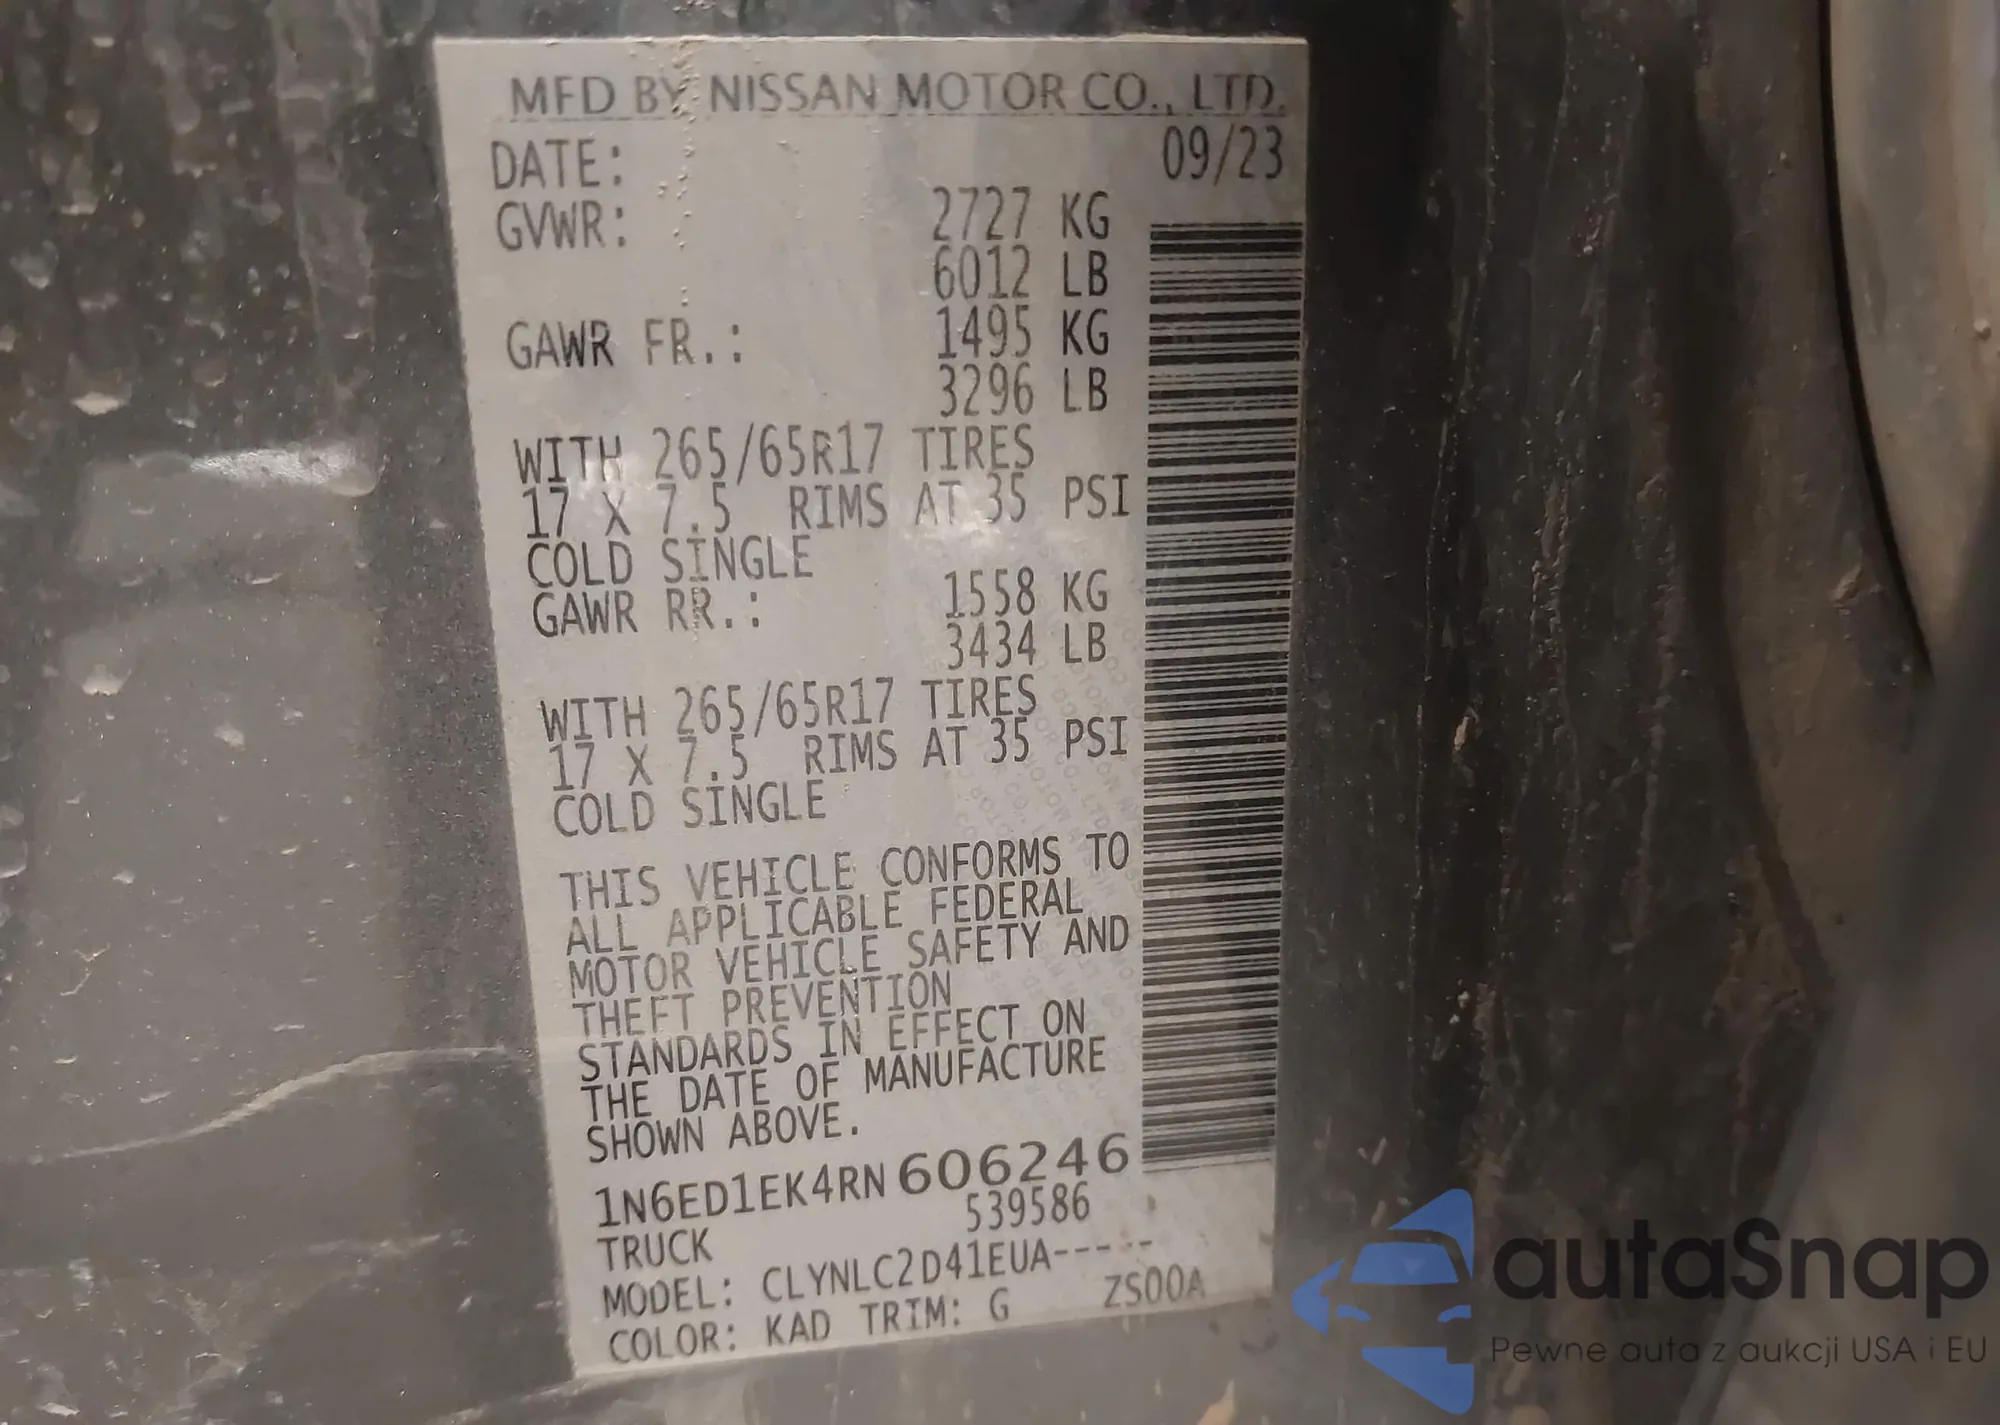 MFD BY NISSAN MOTOR CO., LTD.
DATE: 09/23
GVWR: 2727 KG
6012 LB
GAWR FR.: 1495 KG
3296 LB
WITH 265/65R17 TIRES
17 X 7.5 RIMS AT 35 PSI
COLD SINGLE
GAWR RR.: 1558 KG
3434 LB
WITH 265/65R17 TIRES
17 X 7.5 RIMS AT 35 PSI
COLD SINGLE
THIS VEHICLE CONFORMS TO
ALL APPLICABLE FEDERAL
MOTOR VEHICLE SAFETY AND
THEFT PREVENTION
STANDARDS IN EFFECT ON
THE DATE OF MANUFACTURE
SHOWN ABOVE.
1N6ED1EK4RN606246
TRUCK 539586
MODEL: CLYNLC2D41EUA------
COLOR: KAD TRIM: G ZS00A
autaSnap
Pewne auta z aukcji USA i EU